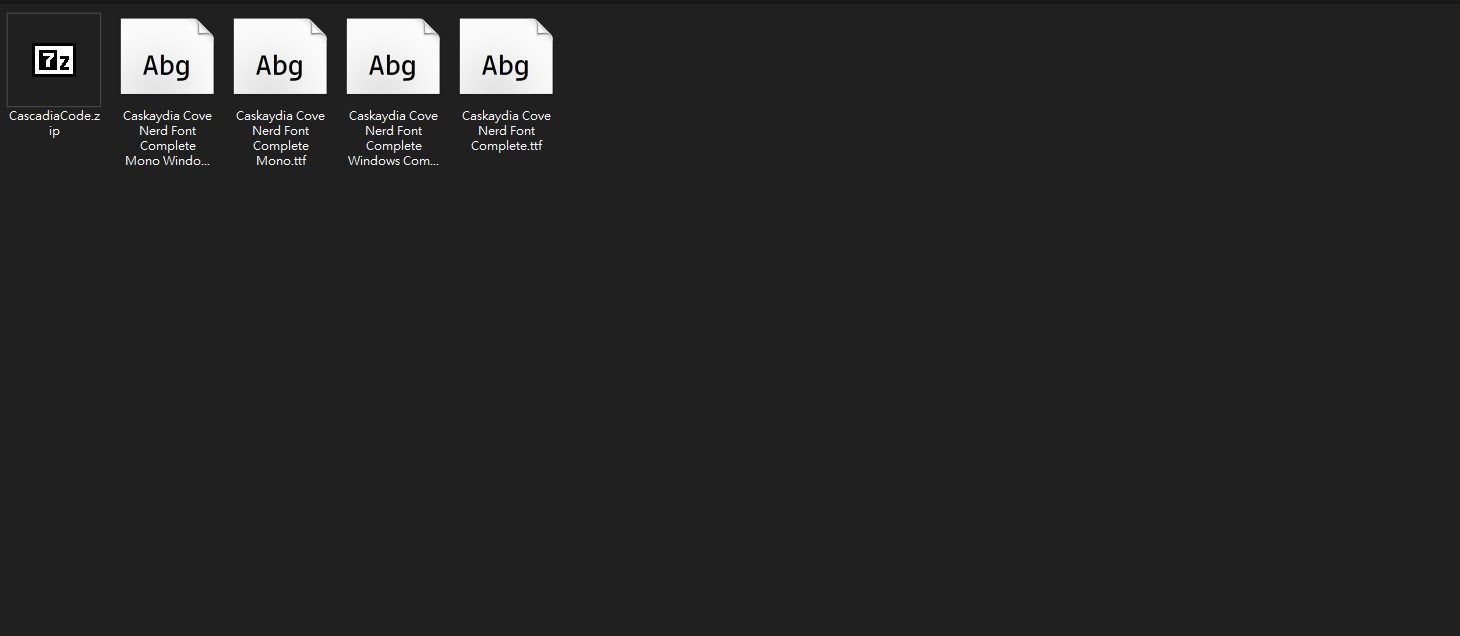 7z
Abg
Abg
Abg
Abg
CascadiaCode.z
ip
Caskaydia Cove
Nerd Font
Complete
Mono Windo...
Caskaydia Cove
Nerd Font
Complete
Mono.ttf
Caskaydia Cove
Nerd Font
Complete
Windows Com...
Caskaydia Cove
Nerd Font
Complete.ttf